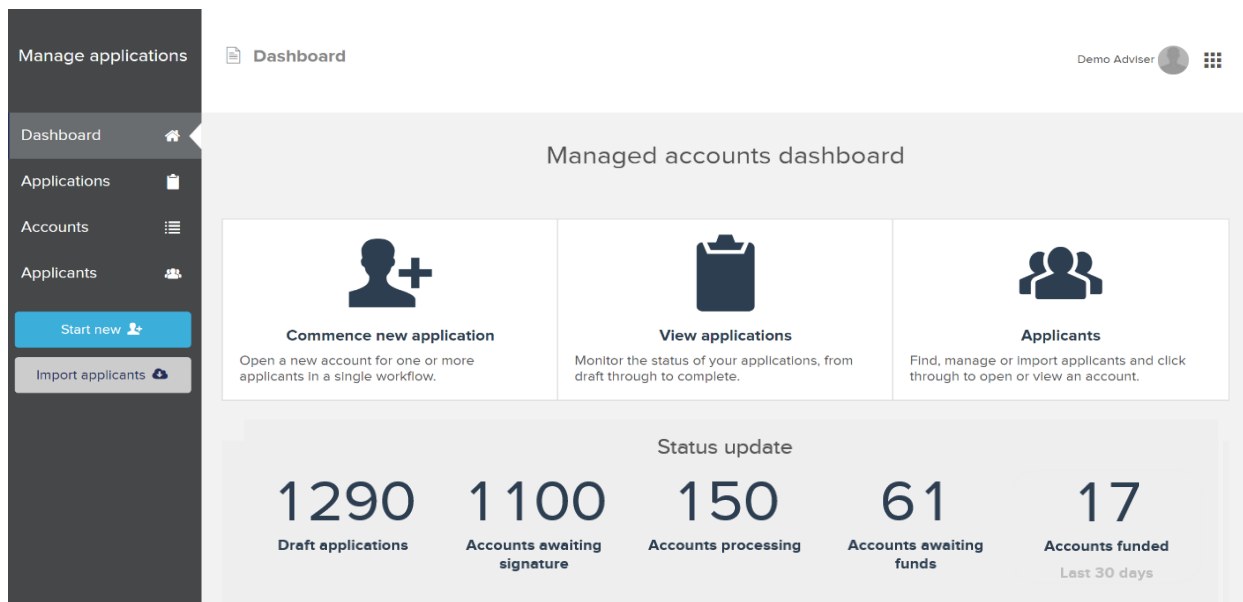 Manage applications
Dashboard
Demo Adviser
Dashboard
Applications
Accounts
Applicants
Start new
Import applicants
Managed accounts dashboard
Commence new application
Open a new account for one or more
applicants in a single workflow.
View applications
Monitor the status of your applications, from
draft through to complete.
Applicants
Find, manage or import applicants and click
through to open or view an account.
Status update
1290
Draft applications
1100
Accounts awaiting
signature
150
Accounts processing
61
Accounts awaiting
funds
17
Accounts funded
Last 30 days